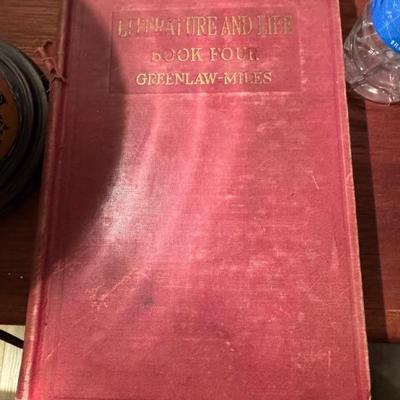 LITERATURE AND LIFE
BOOK FOUR
GREENLAW-MILES